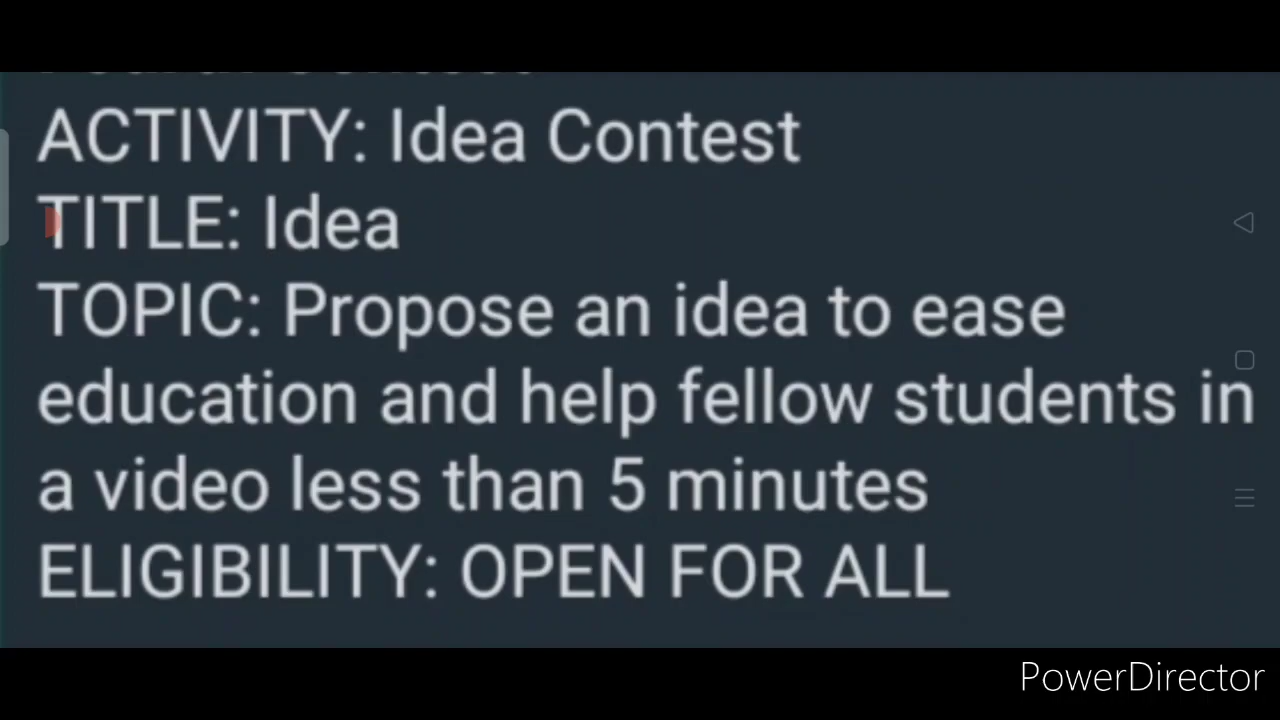 ACTIVITY: Idea Contest
TITLE: Idea
TOPIC: Propose an idea to ease
education and help fellow students in
a video less than 5 minutes
ELIGIBILITY: OPEN FOR ALL
PowerDirector